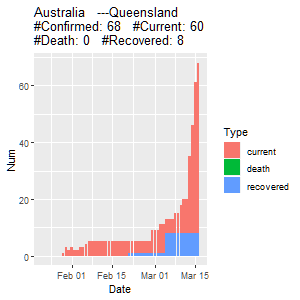 Australia ---Queensland
#Confirmed: 68 #Current: 60
#Death: 0 #Recovered: 8
Num
60
40
20
0
Feb 01 Feb 15 Mar 01 Mar 15
Date
Type
current
death
recovered